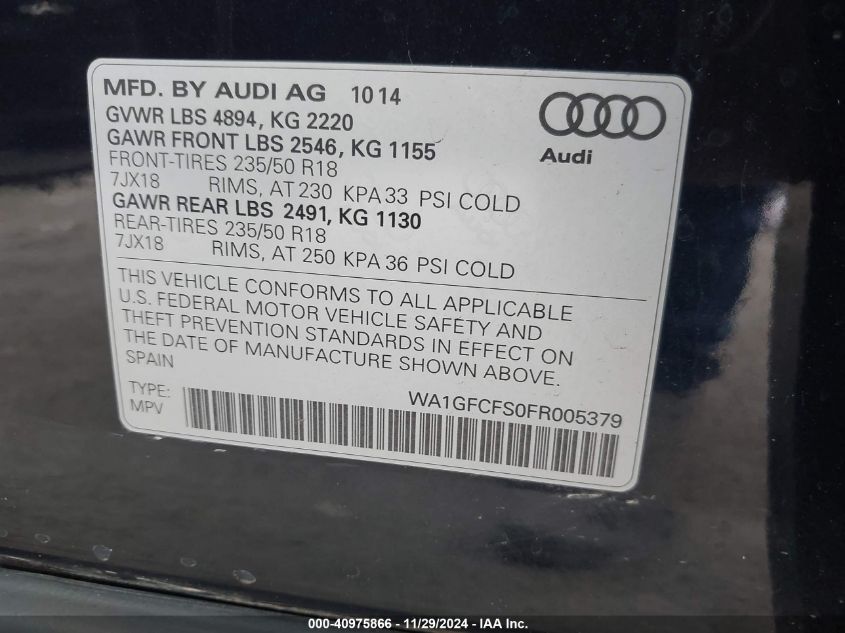 MFD. BY AUDI AG 10 14
GVWR LBS 4894, KG 2220
GAWR FRONT LBS 2546, KG 1155
FRONT-TIRES 235/50 R18
7JX18 RIMS, AT 230 KPA 33 PSI COLD
GAWR REAR LBS 2491, KG 1130
REAR-TIRES 235/50 R18
7JX18 RIMS, AT 250 KPA 36 PSI COLD
Audi
THIS VEHICLE CONFORMS TO ALL APPLICABLE
U.S. FEDERAL MOTOR VEHICLE SAFETY AND
THEFT PREVENTION STANDARDS IN EFFECT ON
THE DATE OF MANUFACTURE SHOWN ABOVE.
SPAIN
TYPE:
MPV
WA1GFCFS0FR005379
000-40975866 - 11/29/2024 - IAA Inc.